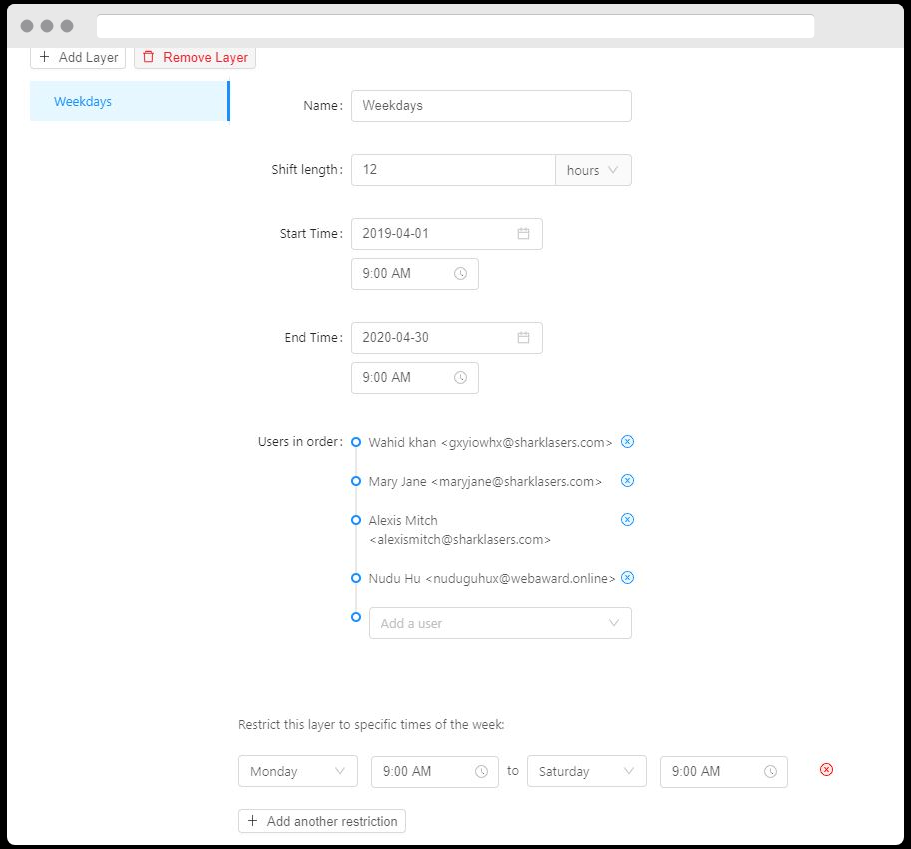 + Add Layer Remove Layer
Weekdays
Name: Weekdays
Shift length: 12 hours
Start Time: 2019-04-01
9:00 AM
End Time: 2020-04-30
9:00 AM
Users in order: Wahid khan <gxyiowhx@sharklasers.com>
Mary Jane <maryjane@sharklasers.com>
Alexis Mitch
<alexismitch@sharklasers.com>
Nudu Hu <nuduguhux@webaward.online>
Add a user
Restrict this layer to specific times of the week:
Monday 9:00 AM to Saturday 9:00 AM
+ Add another restriction